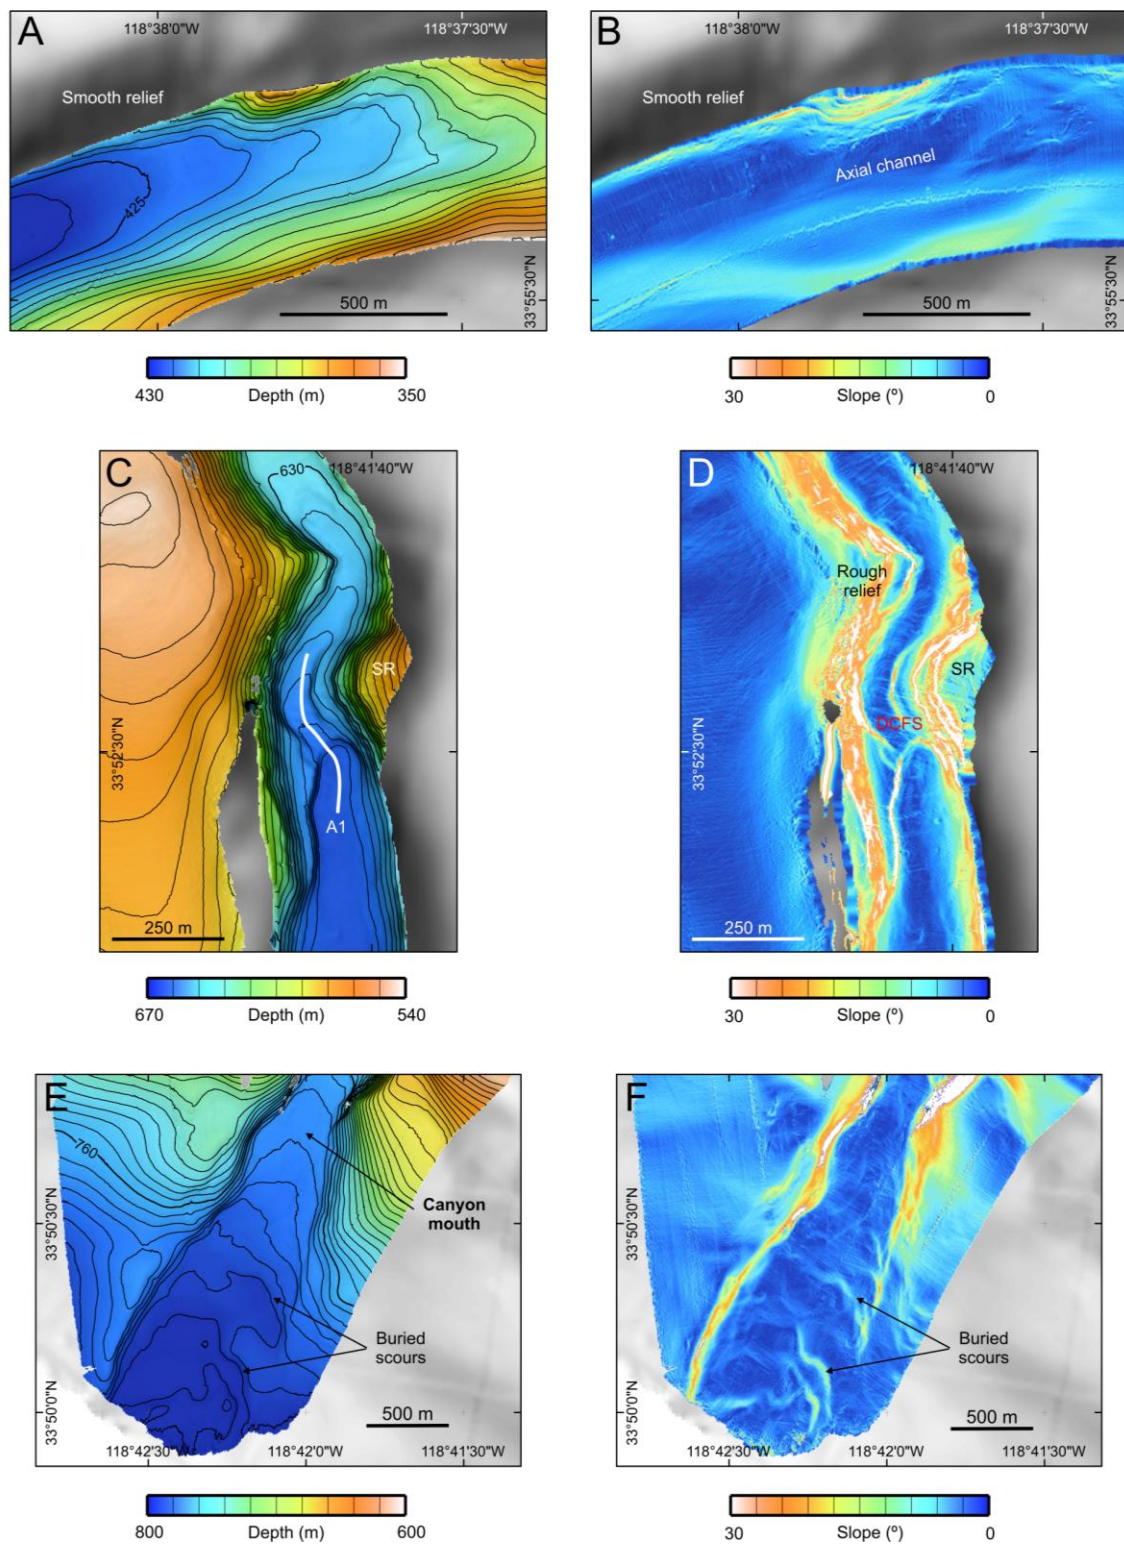 A
118°38'0"W
118°37'30"W
Smooth relief
425
500 m
33°55'30"N
430
Depth (m)
350
B
118°38'0"W
118°37'30"W
Smooth relief
Axial channel
500 m
33°55'30"N
30
Slope (º)
0
C
630
118°41'40"W
SR
33°52'30"N
A1
250 m
670
Depth (m)
540
D
118°41'40"W
Rough
relief
SR
DCFS
33°52'30"N
250 m
30
Slope (º)
0
E
760
Canyon
mouth
33°50'30"N
Buried
scours
33°50'0"N
500 m
118°42'30"W
118°42'0"W
118°41'30"W
800
Depth (m)
600
F
33°50'30"N
Buried
scours
33°50'0"N
500 m
118°42'30"W
118°42'0"W
118°41'30"W
30
Slope (º)
0